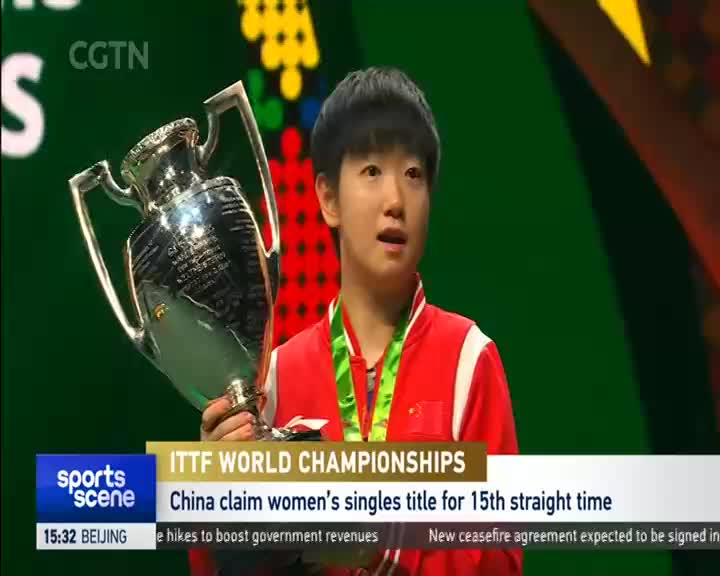 CGTN
s
S
ITTF WORLD CHAMPIONSHIPS
sports
scene
China claim women's singles title for 15th straight time
15:32 BEIJING
e hikes to boost government revenues New ceasefire agreement expected to be signed in